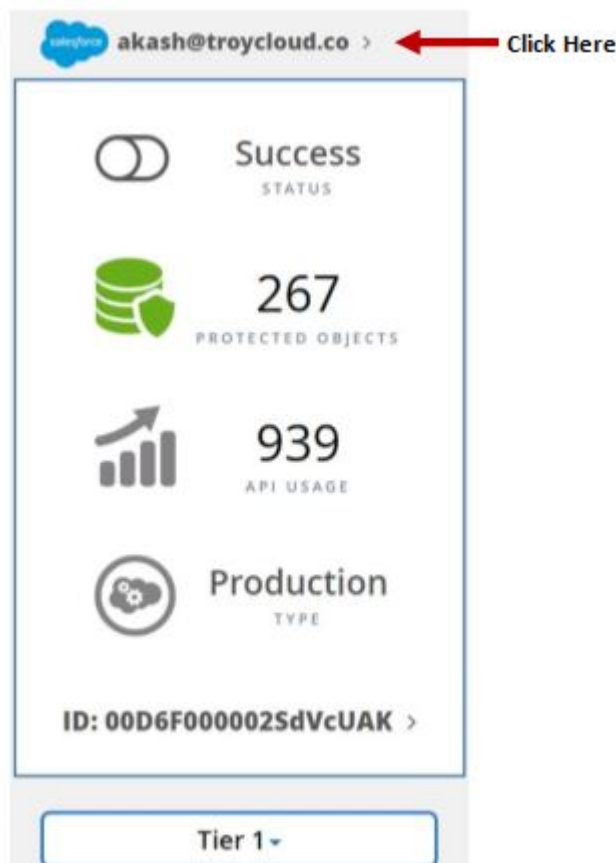 salesforce akash@troycloud.co > Click Here
Success
STATUS
267
PROTECTED OBJECTS
939
API USAGE
Production
TYPE
ID: 00D6F000002SdVcUAK >
Tier 1